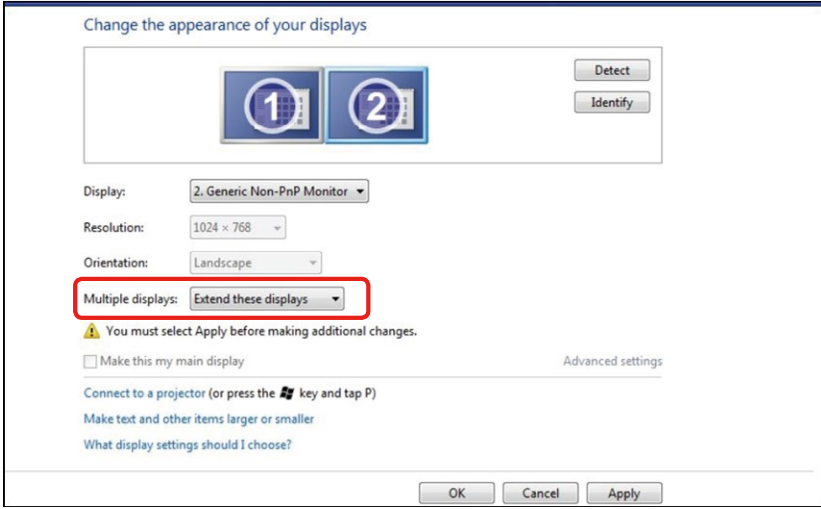 Change the appearance of your displays
1 2
Detect
Identify
Display: 2. Generic Non-PnP Monitor
Resolution: 1024 × 768
Orientation: Landscape
Multiple displays: Extend these displays
You must select Apply before making additional changes.
Make this my main display Advanced settings
Connect to a projector (or press the key and tap P)
Make text and other items larger or smaller
What display settings should I choose?
OK Cancel Apply